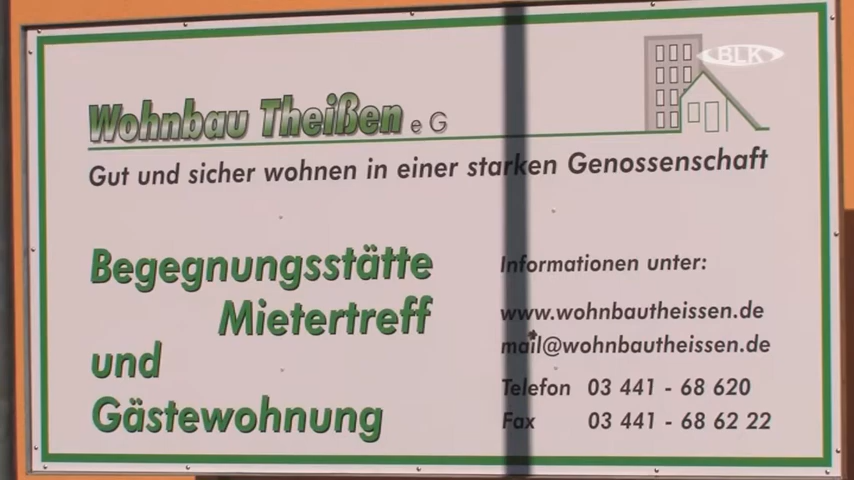 BLK
Wohnbau Theißen e G
Gut und sicher wohnen in einer starken Genossenschaft
Begegnungsstätte
Mietertreff
und
Gästewohnung
Informationen unter:
www.wohnbautheissen.de
mail@wohnbautheissen.de
Telefon 03 441 - 68 620
Fax 03 441 - 68 62 22